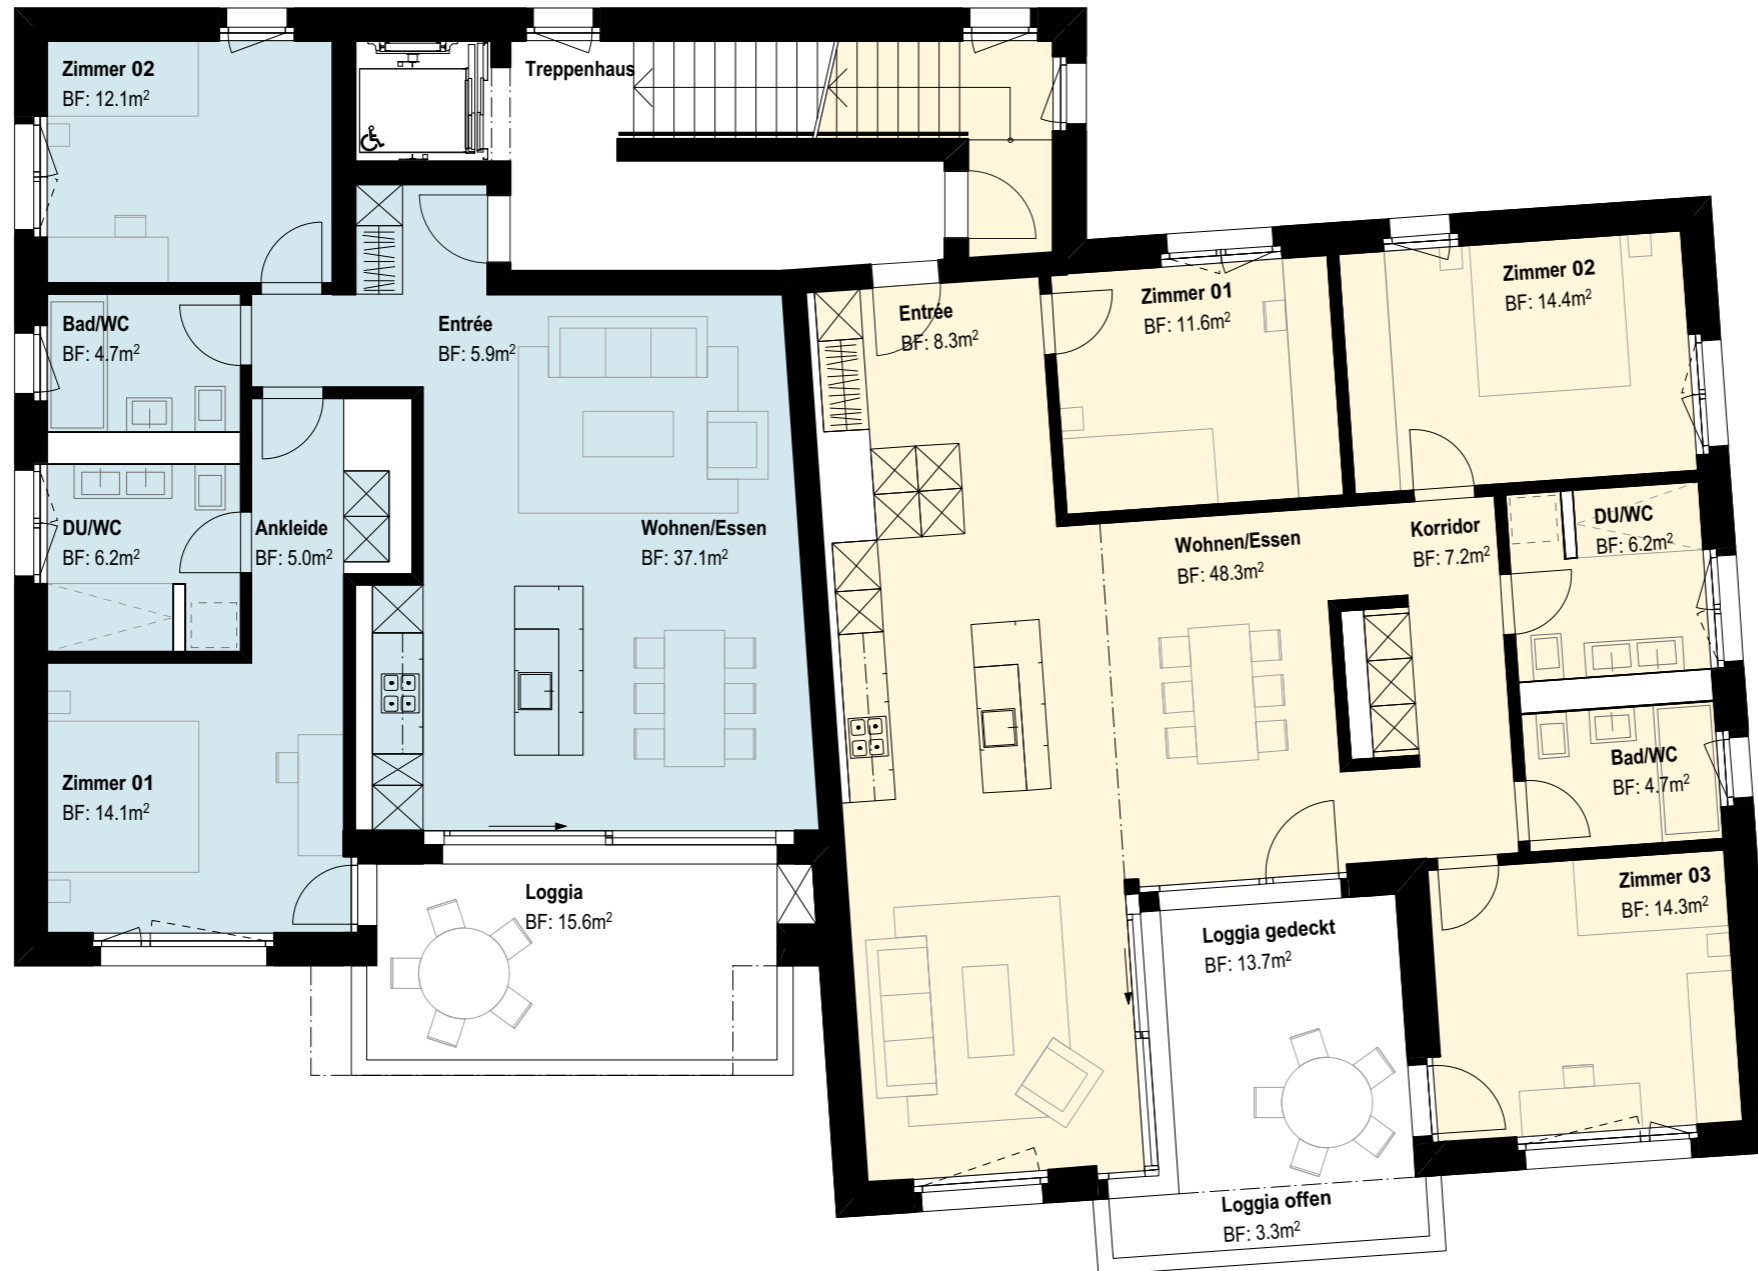 Zimmer 02
BF: 12.1m²
Treppenhaus
Bad/WC
BF: 4.7m²
Entrée
BF: 5.9m²
DU/WC
BF: 6.2m²
Ankleide
BF: 5.0m²
Wohnen/Essen
BF: 37.1m²
Zimmer 01
BF: 14.1m²
Loggia
BF: 15.6m²
Entrée
BF: 8.3m²
Zimmer 01
BF: 11.6m²
Zimmer 02
BF: 14.4m²
Wohnen/Essen
BF: 48.3m²
Korridor
BF: 7.2m²
DU/WC
BF: 6.2m²
Bad/WC
BF: 4.7m²
Zimmer 03
BF: 14.3m²
Loggia gedeckt
BF: 13.7m²
Loggia offen
BF: 3.3m²